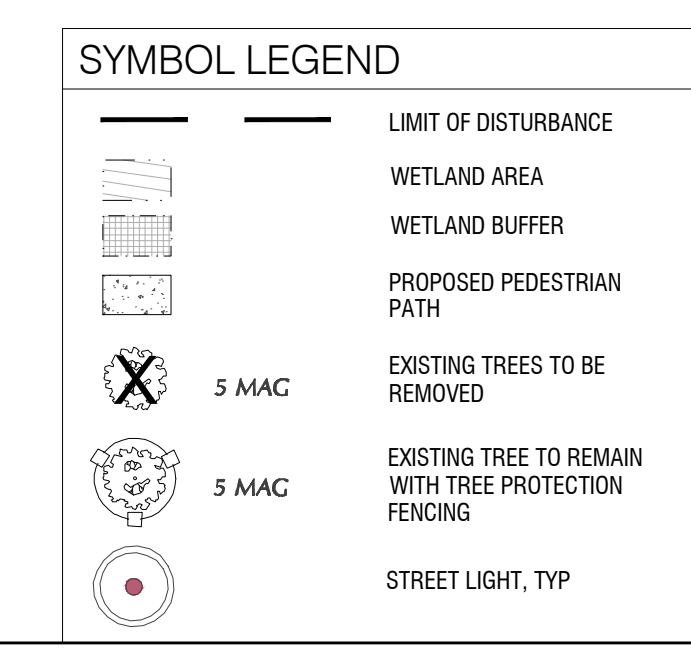 SYMBOL LEGEND
LIMIT OF DISTURBANCE
WETLAND AREA
WETLAND BUFFER
PROPOSED PEDESTRIAN
PATH
5 MAG
EXISTING TREES TO BE
REMOVED
5 MAG
EXISTING TREE TO REMAIN
WITH TREE PROTECTION
FENCING
STREET LIGHT, TYP